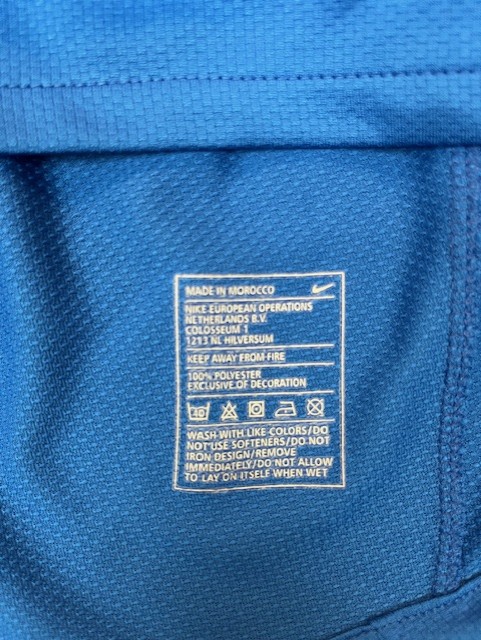 MADE IN MOROCCO
NIKE EUROPEAN OPERATIONS
NETHERLANDS B.V.
COLOSSEUM 1
1213 NL HILVERSUM
KEEP AWAY FROM FIRE
100% POLYESTER
EXCLUSIVE OF DECORATION
40
WASH WITH LIKE COLORS/DO
NOT USE SOFTENERS/DO NOT
IRON DESIGN/REMOVE
IMMEDIATELY/DO NOT ALLOW
TO LAY ON ITSELF WHEN WET